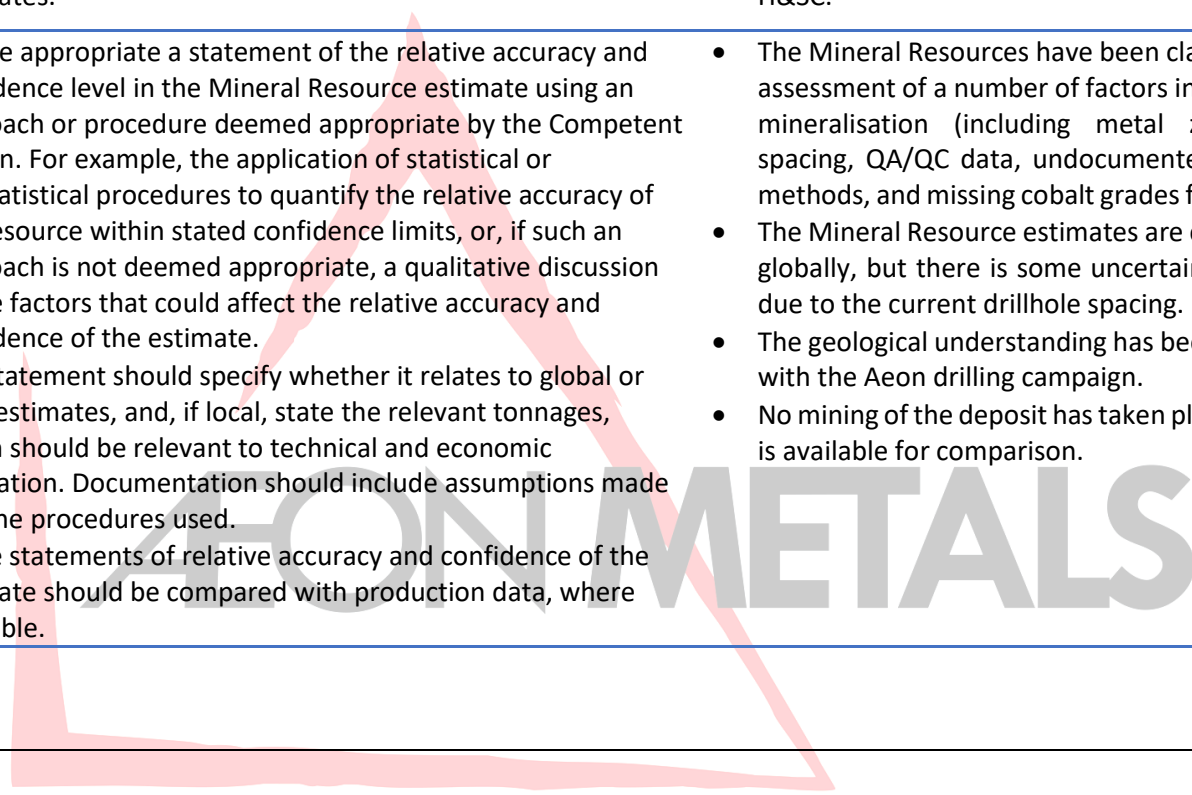 ates.
e appropriate a statement of the relative accuracy and
dence level in the Mineral Resource estimate using an
oach or procedure deemed appropriate by the Competent
n. For example, the application of statistical or
atistical procedures to quantify the relative accuracy of
esource within stated confidence limits, or, if such an
oach is not deemed appropriate, a qualitative discussion
e factors that could affect the relative accuracy and
dence of the estimate.
tatement should specify whether it relates to global or
estimates, and, if local, state the relevant tonnages,
n should be relevant to technical and economic
ation. Documentation should include assumptions made
he procedures used.
e statements of relative accuracy and confidence of the
ate should be compared with production data, where
ble.
H&SC.
• The Mineral Resources have been cla
assessment of a number of factors in
mineralisation (including metal z
spacing, QA/QC data, undocumente
methods, and missing cobalt grades f
• The Mineral Resource estimates are c
globally, but there is some uncertain
due to the current drillhole spacing.
• The geological understanding has bee
with the Aeon drilling campaign.
• No mining of the deposit has taken pl
is available for comparison.
ÆON METALS